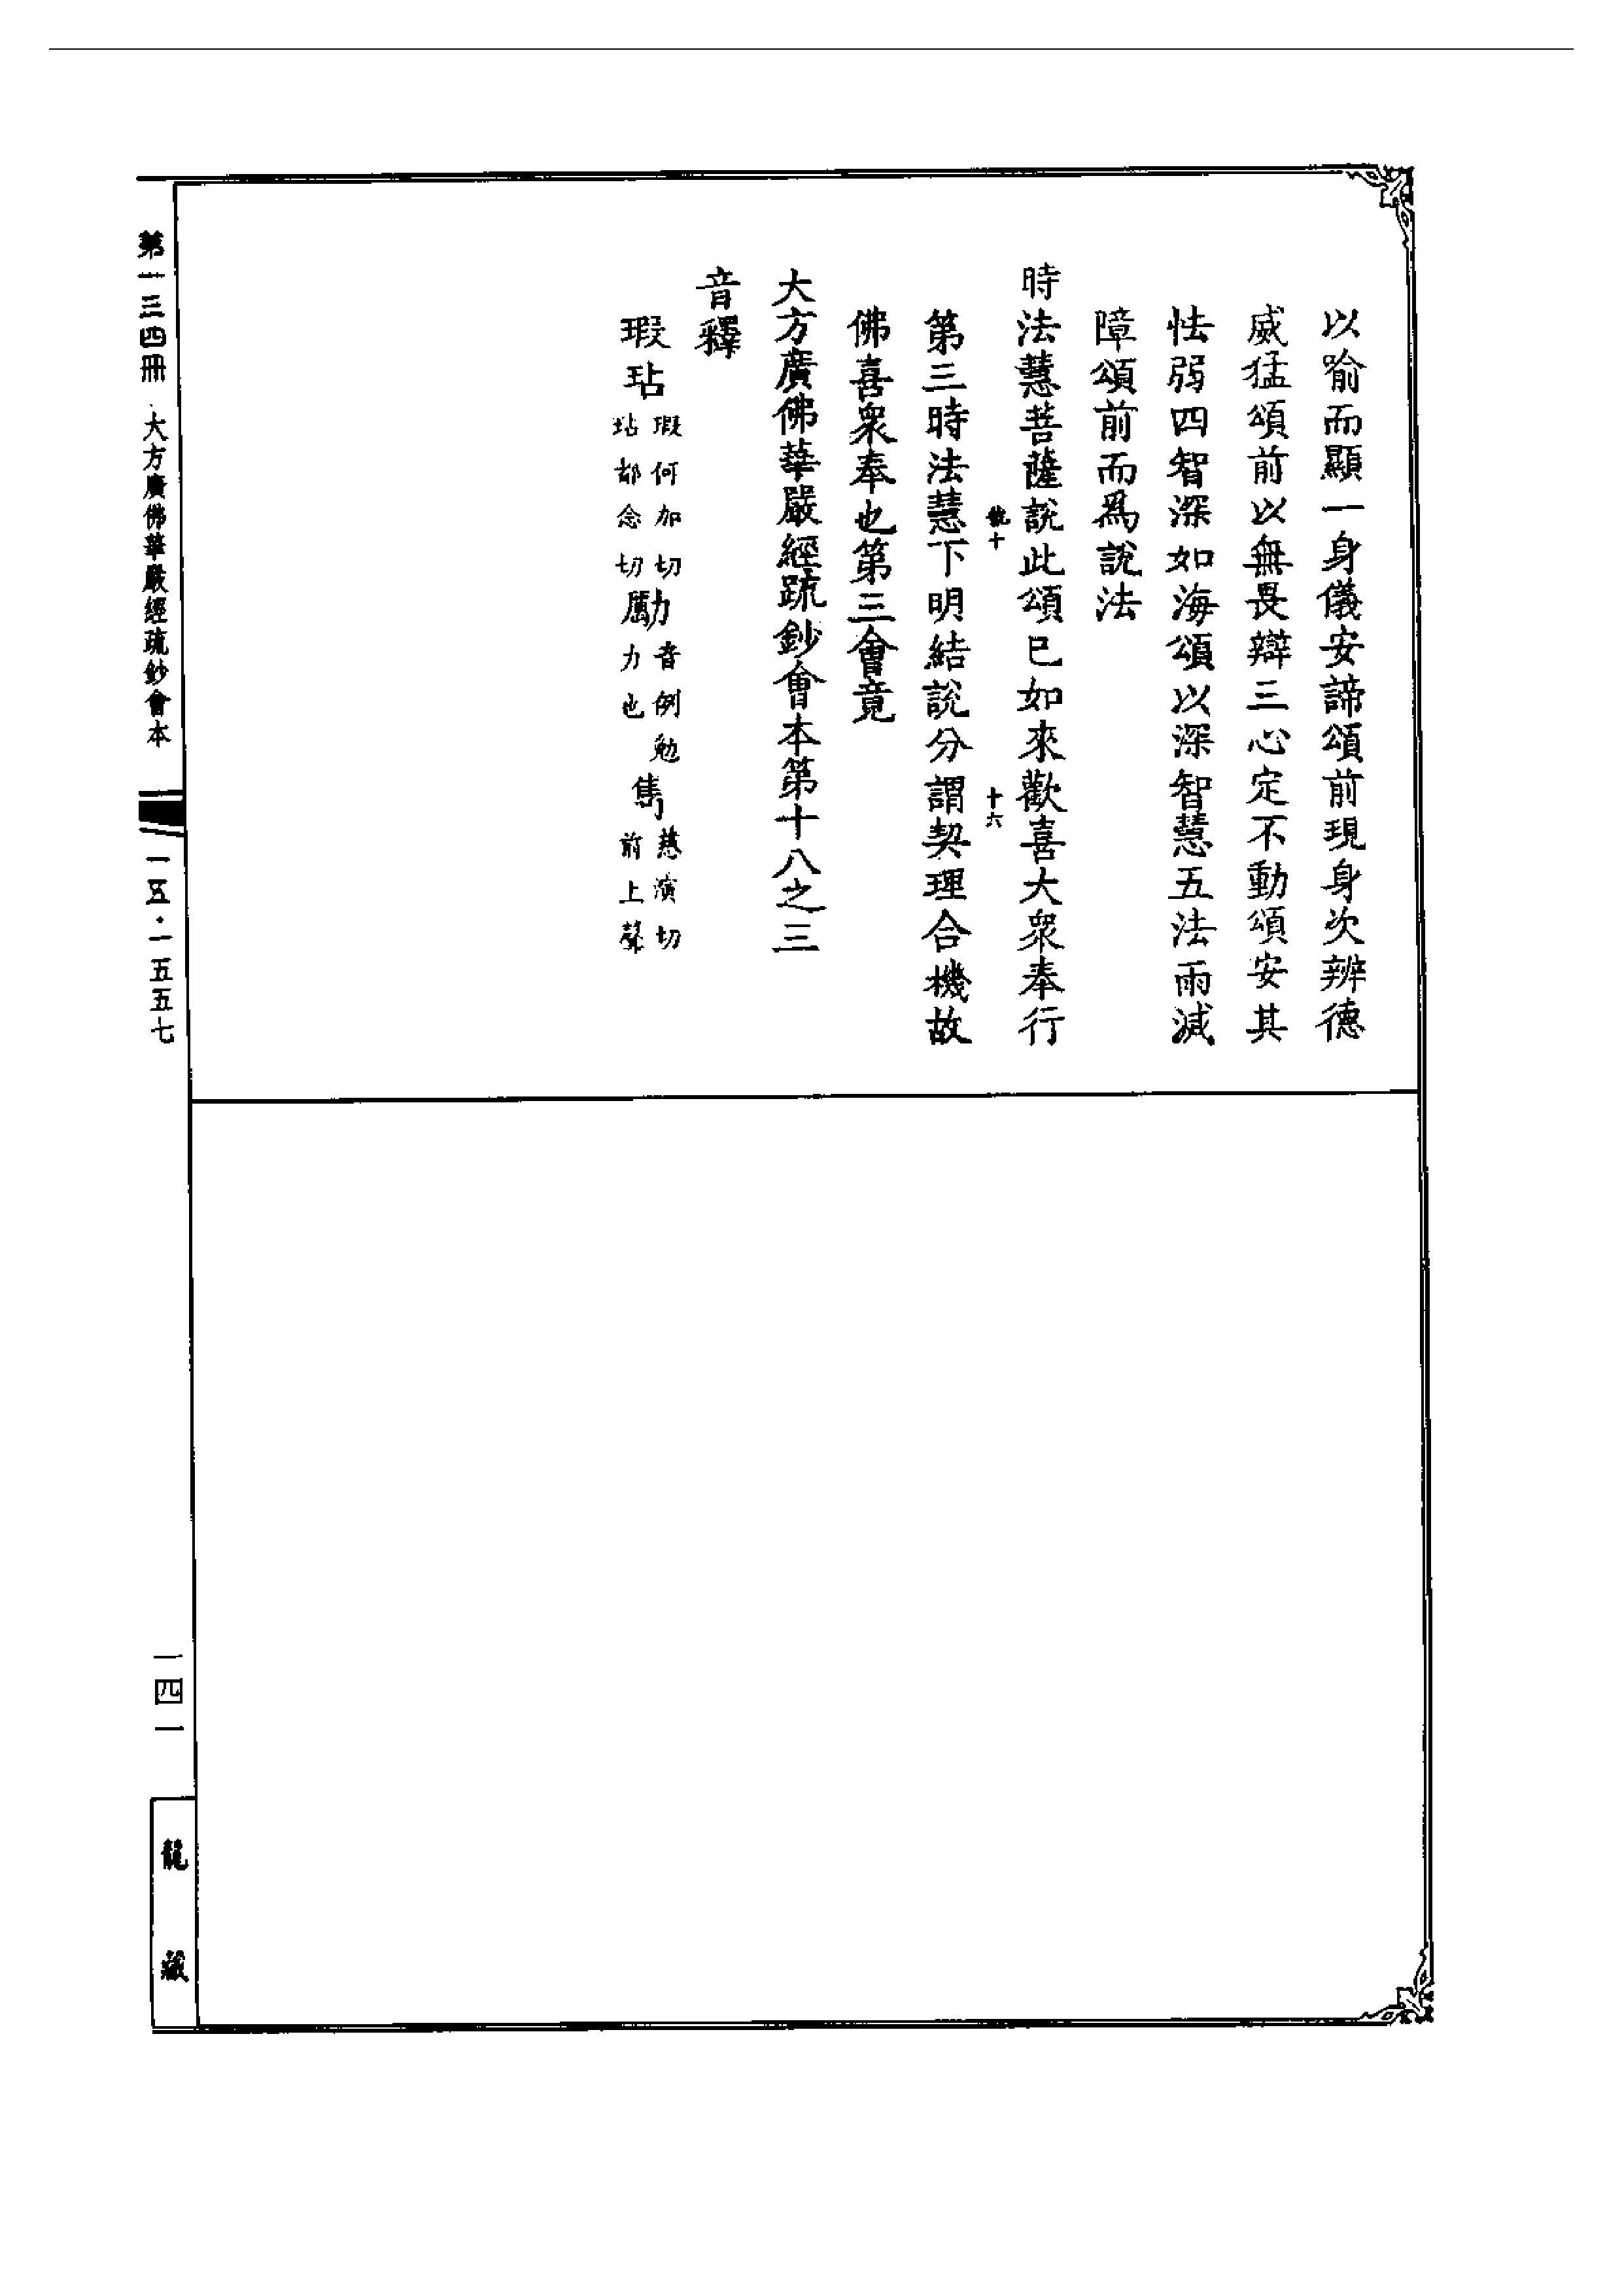 以喻而顯一身儀安諦頌前現身次辨德
威猛頌前以無畏辯三心定不動頌安其
怯弱四智深如海頌以深智慧五法雨滅
障頌前而爲說法
時法慧菩薩說此頌已如來歡喜大衆奉行
十六
第三時法慧下明結說分謂契理合機故
佛喜衆奉也第三會竟
大方廣佛華嚴經疏鈔會本第十八之三
音釋
瑕玷瑕何加切玷都念切勵音例勉力也雋慈演切前上聲
第一三四冊 大方廣佛華嚴經疏鈔會本 一五·一五五七 一四一 龍藏